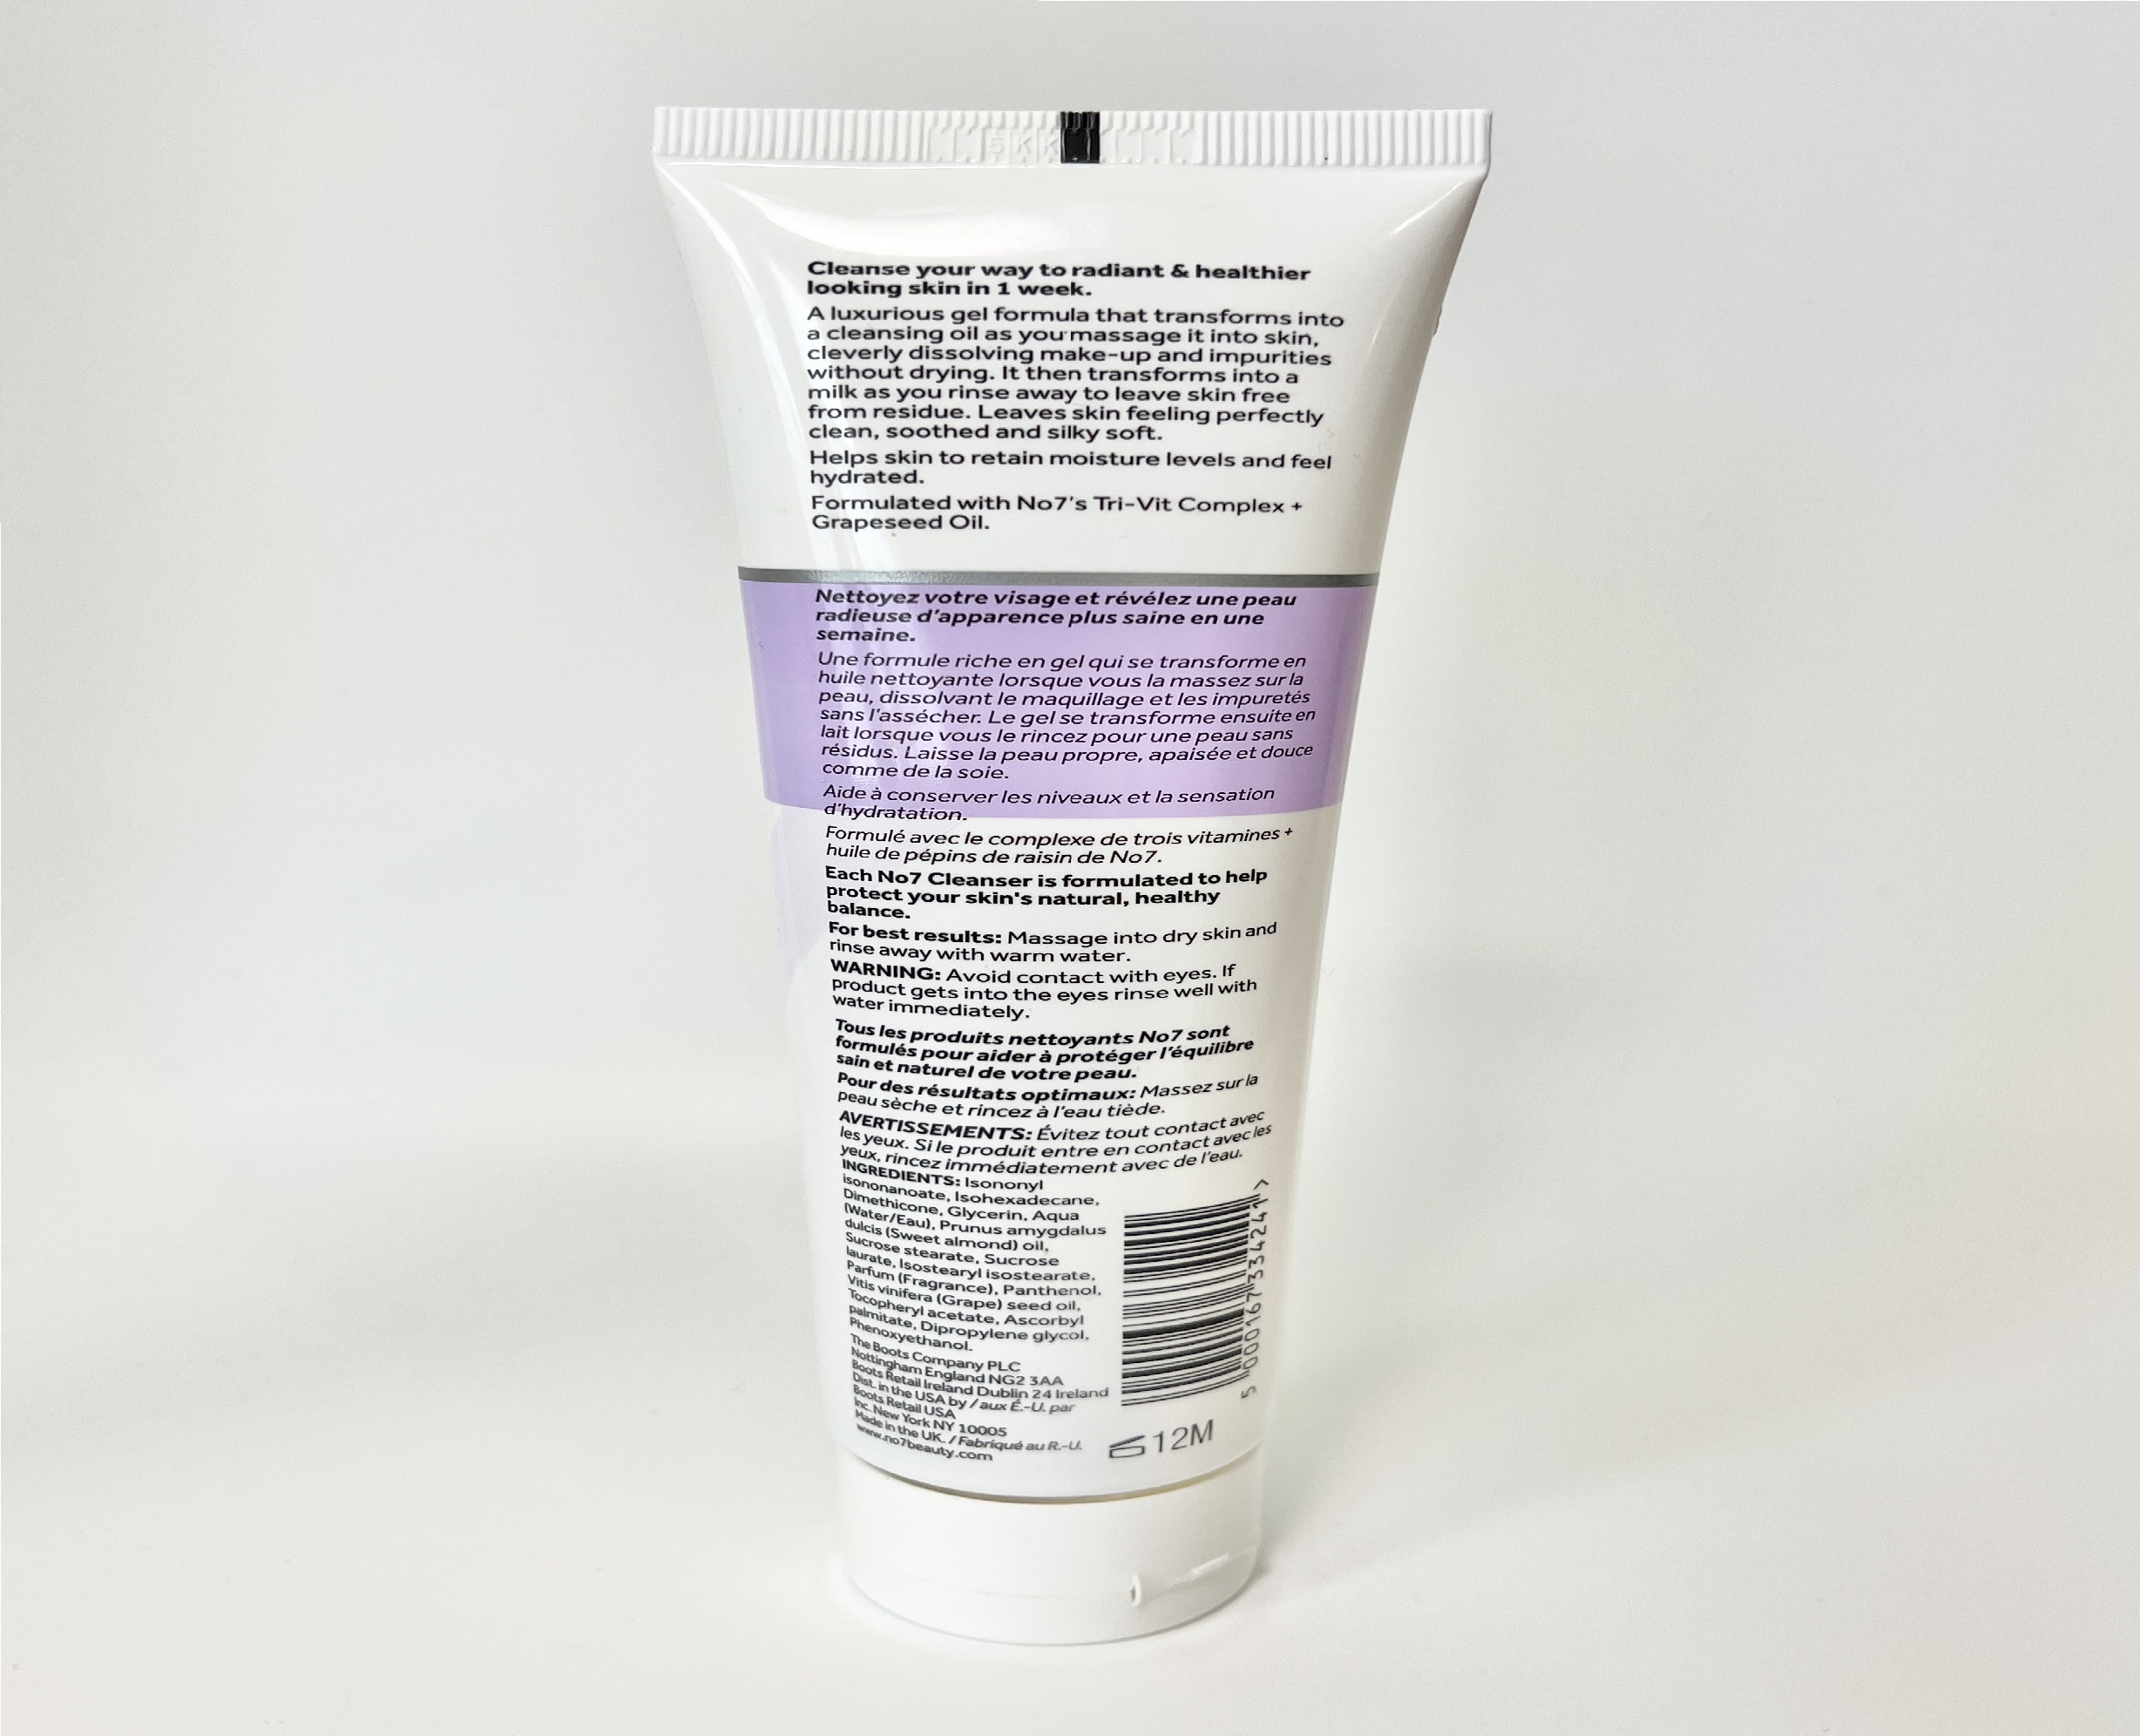 5KK
Cleanse your way to radiant & healthier
looking skin in 1 week.
A luxurious gel formula that transforms into
a cleansing oil as you massage it into skin,
cleverly dissolving make-up and impurities
without drying. It then transforms into a
milk as you rinse away to leave skin free
from residue. Leaves skin feeling perfectly
clean, soothed and silky soft.
Helps skin to retain moisture levels and feel
hydrated.
Formulated with No7's Tri-Vit Complex +
Grapeseed Oil.
Nettoyez votre visage et révélez une peau
radieuse d'apparence plus saine en une
semaine.
Une formule riche en gel qui se transforme en
huile nettoyante lorsque vous la massez sur la
peau, dissolvant le maquillage et les impuretés
sans l'assécher. Le gel se transforme ensuite en
lait lorsque vous le rincez pour une peau sans
résidus. Laisse la peau propre, apaisée et douce
comme de la soie.
Aide à conserver les niveaux et la sensation
d'hydratation.
Formulé avec le complexe de trois vitamines +
huile de pépins de raisin de No7.
Each No7 Cleanser is formulated to help
protect your skin's natural, healthy
balance.
For best results: Massage into dry skin and
rinse away with warm water.
WARNING: Avoid contact with eyes. If
product gets into the eyes rinse well with
water immediately.
Tous les produits nettoyants No7 sont
formulés pour aider à protéger l'équilibre
sain et naturel de votre peau.
Pour des résultats optimaux: Massez sur la
peau sèche et rincez à l'eau tiède.
AVERTISSEMENTS: Évitez tout contact avec
les yeux. Si le produit entre en contact avec les
yeux, rincez immédiatement avec de l'eau.
INGREDIENTS: Isononyl
isononanoate, Isohexadecane,
Dimethicone, Glycerin, Aqua
(Water/Eau), Prunus amygdalus
dulcis (Sweet almond) oil,
Sucrose stearate, Sucrose
laurate, Isostearyl isostearate,
Parfum (Fragrance), Panthenol,
Vitis vinifera (Grape) seed oil,
Tocopheryl acetate, Ascorbyl
palmitate, Dipropylene glycol,
Phenoxyethanol.
The Boots Company PLC
Nottingham England NG2 3AA
Boots Retail Ireland Dublin 24 Ireland
Dist. in the USA by / aux É.-U. par
Boots Retail USA
Inc. New York NY 10005
Made in the UK. / Fabriqué au R.-U.
www.no7beauty.com
5 000167 334241 >
12M